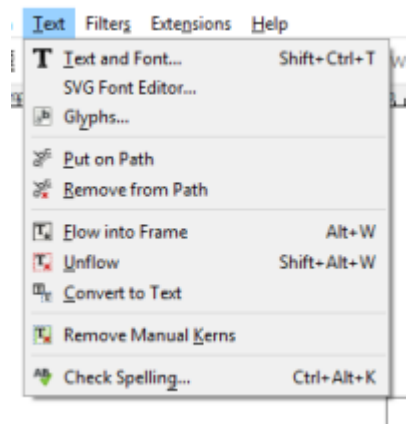 Text Filters Extensions Help
Text and Font... Shift+Ctrl+T
SVG Font Editor...
Glyphs...
Put on Path
Remove from Path
Flow into Frame Alt+W
Unflow Shift+Alt+W
Convert to Text
Remove Manual Kerns
Check Spelling... Ctrl+Alt+K